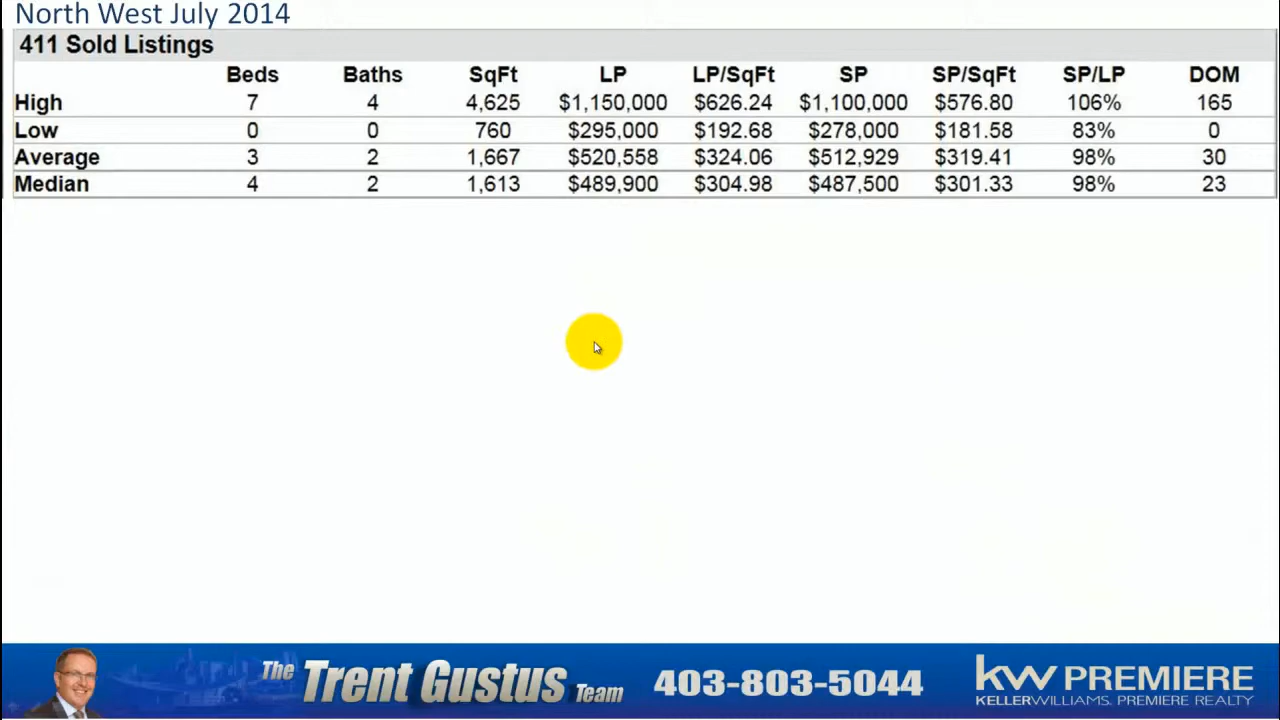 North West July 2014
411 Sold Listings
Beds Baths SqFt LP LP/SqFt SP SP/SqFt SP/LP DOM
High 7 4 4,625 $1,150,000 $626.24 $1,100,000 $576.80 106% 165
Low 0 0 760 $295,000 $192.68 $278,000 $181.58 83% 0
Average 3 2 1,667 $520,558 $324.06 $512,929 $319.41 98% 30
Median 4 2 1,613 $489,900 $304.98 $487,500 $301.33 98% 23
The Trent Gustus Team 403-803-5044 kw PREMIERE
KELLERWILLIAMS. PREMIERE REALTY